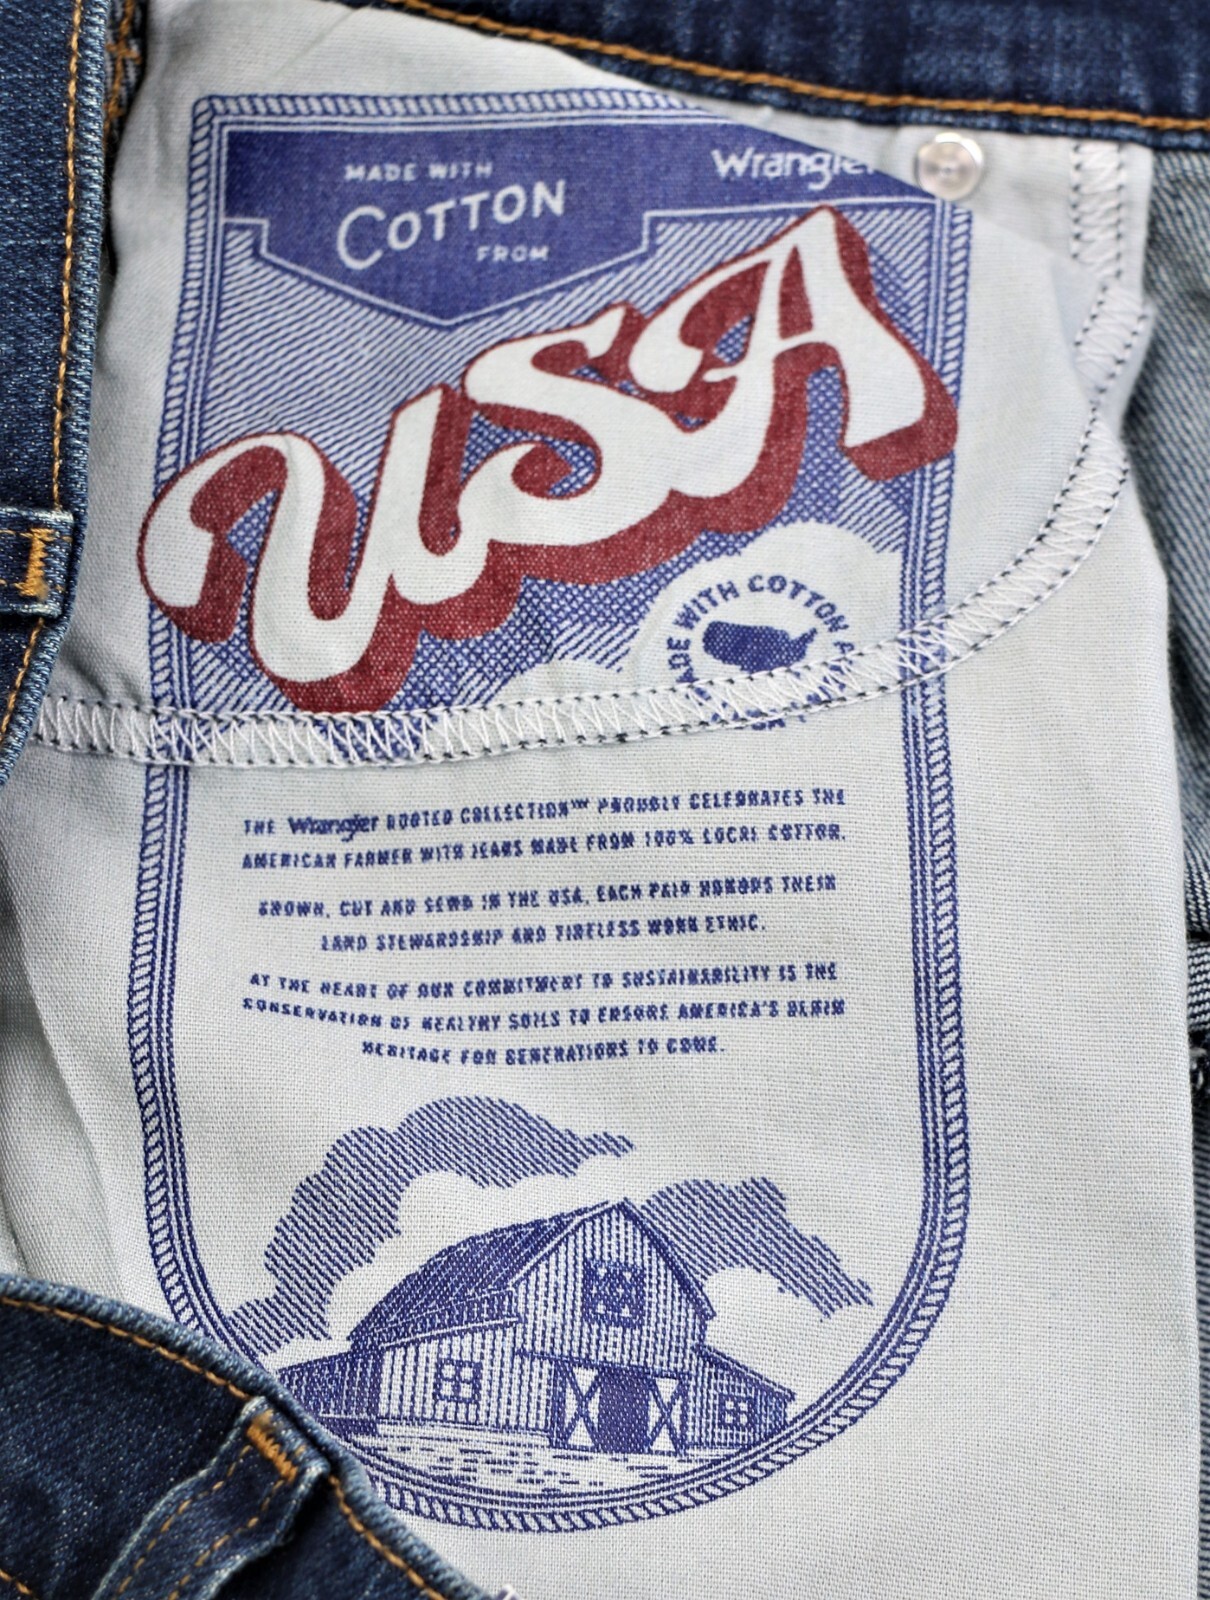 MADE WITH
COTTON
FROM
Wrangler
USA
MADE WITH COTTON
THE Wrangler ROOTED COLLECTION™ PROUDLY CELEBRATES THE
AMERICAN FARMER WITH JEANS MADE FROM 100% LOCAL COTTON.
GROWN, CUT AND SEWN IN THE USA, EACH PAIR HONORS THEIR
LAND STEWARDSHIP AND TIRELESS WORK ETHIC.
AT THE HEART OF OUR COMMITMENT TO SUSTAINABILITY IS THE
CONSERVATION OF HEALTHY SOILS TO ENSURE AMERICA'S DENIM
HERITAGE FOR GENERATIONS TO COME.